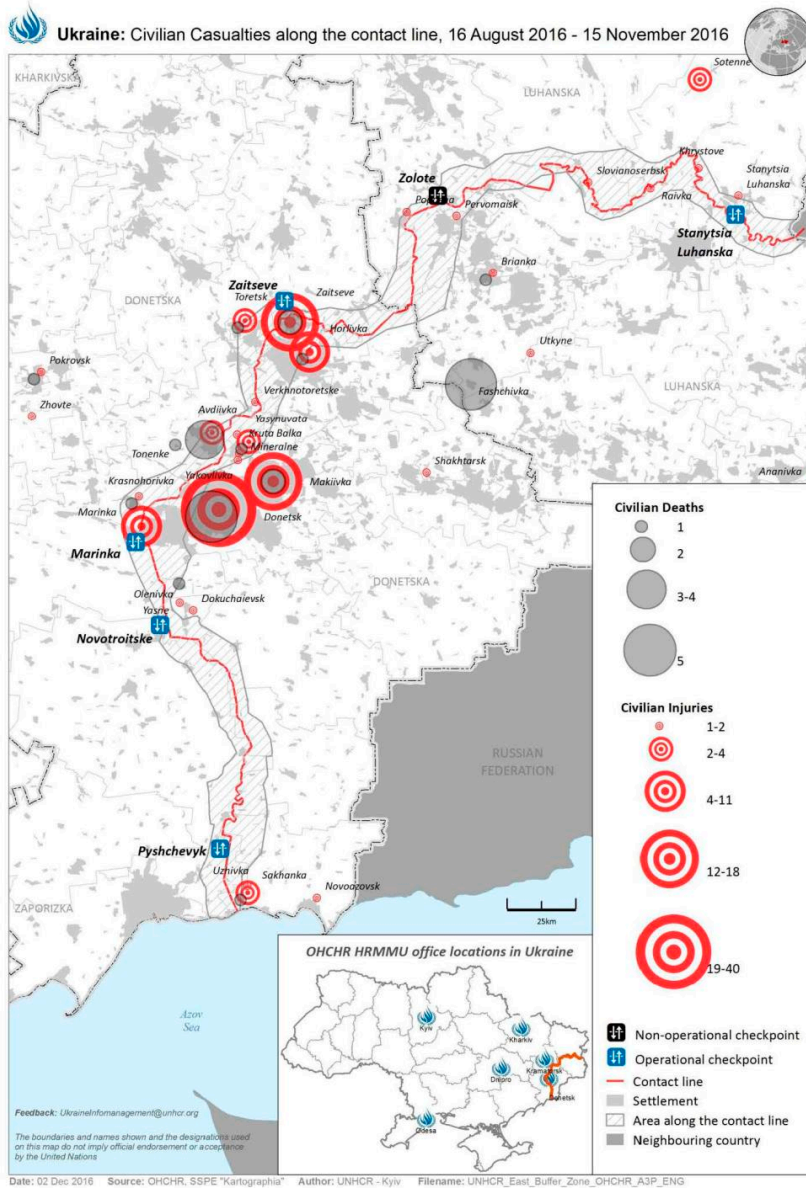 Ukraine: Civilian Casualties along the contact line, 16 August 2016 - 15 November 2016
Sotenne
KHARKIVSKA
LUHANSKA
Khrystove
Zolote
Slovianoserbsk
Stanytsia
Luhanska
Raivka
Popasna
Pervomaisk
Stanytsia
Luhanska
Zaitseve
Brianka
DONETSKA
Toretsk
Zaitseve
Horlivka
Utkyne
Pokrovsk
Fashchivka
LUHANSKA
Zhovte
Verkhnotoretske
Avdiivka
Yasynuvata
Kruta Balka
Tonenke
Mineralne
Shakhtarsk
Ananivka
Krasnohorivka
Yakovlivka
Makiivka
Marinka
Donetsk
Marinka
DONETSKA
Olenivka
Dokuchaievsk
Yasne
Novotroitske
RUSSIAN
FEDERATION
Pyshchevyk
Uznivka
Sakhanka
Novoazovsk
ZAPORIZKA
25km
Azov
Sea
Civilian Deaths
1
2
3-4
5
Civilian Injuries
1-2
2-4
4-11
12-18
19-40
Non-operational checkpoint
Operational checkpoint
Contact line
Settlement
Area along the contact line
Neighbouring country
OHCHR HRMMU office locations in Ukraine
Kyiv
Kharkiv
Kramatorsk
Dnipro
Donetsk
Odesa
Feedback: UkraineInfomanagement@unhcr.org
The boundaries and names shown and the designations used
on this map do not imply official endorsement or acceptance
by the United Nations
Date: 02 Dec 2016 Source: OHCHR, SSPE "Kartographia" Author: UNHCR - Kyiv Filename: UNHCR_East_Buffer_Zone_OHCHR_A3P_ENG